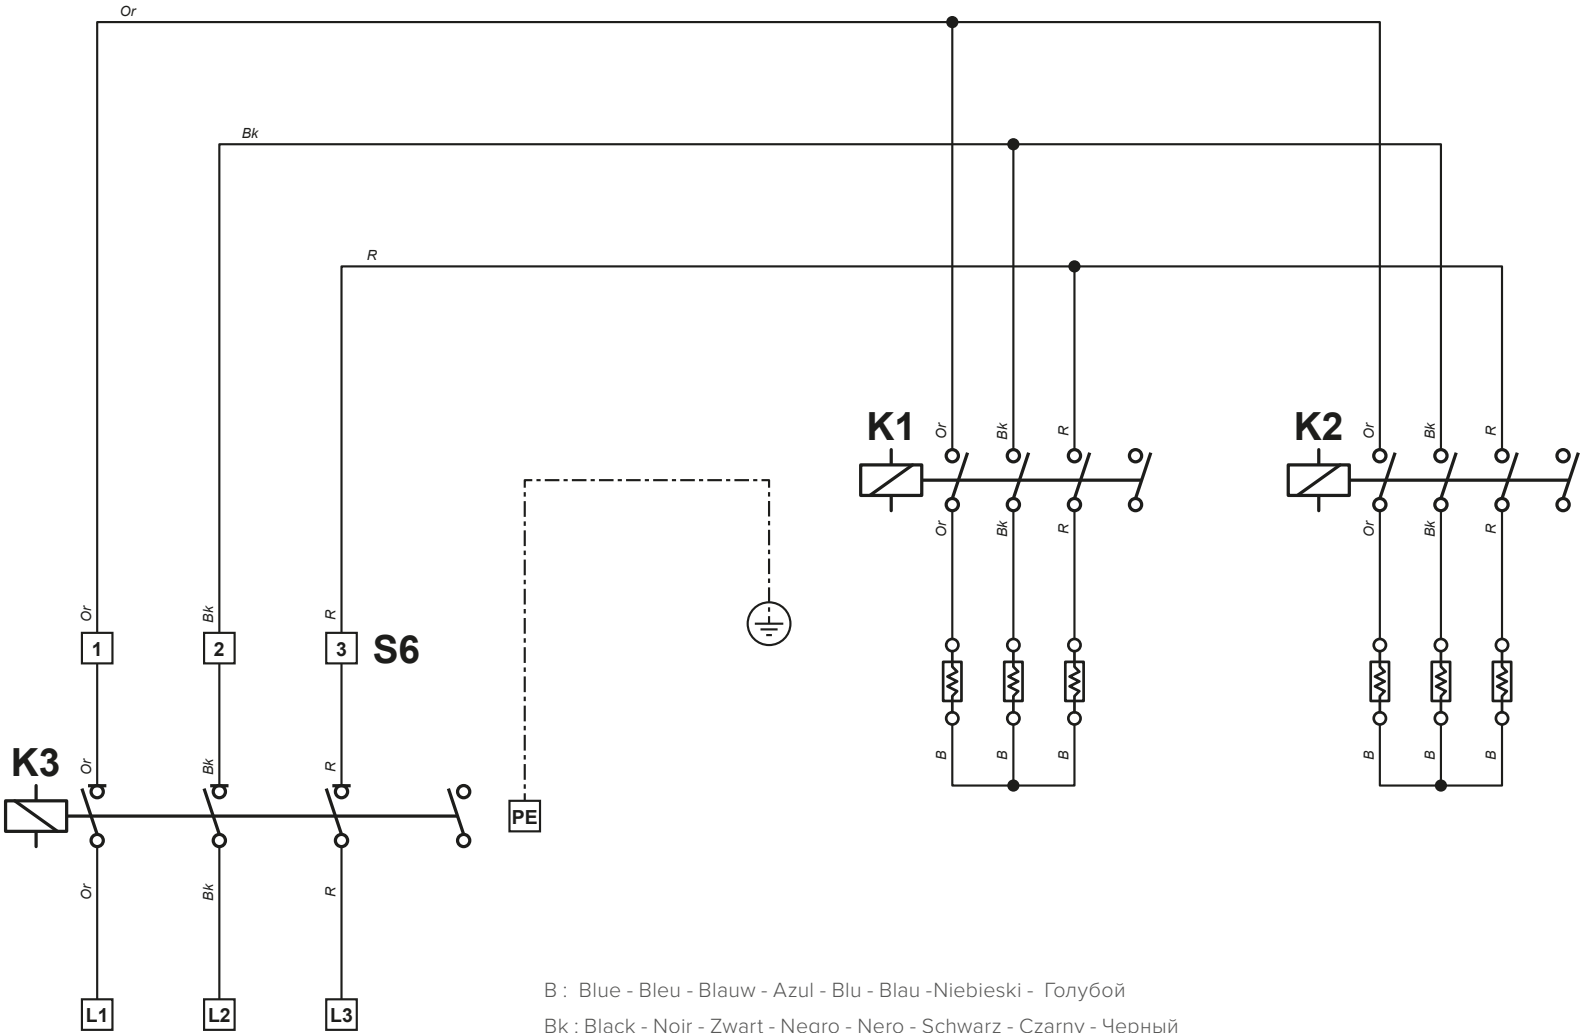 Or
Bk
R
K1
Or
Bk
R
K2
Or
Bk
R
Or
Bk
R
Or
Bk
R
Or
Bk
R
1
2
3
S6
K3
Or
Bk
R
B
B
B
B
B
B
PE
Or
Bk
R
L1
L2
L3
B : Blue - Bleu - Blauw - Azul - Blu - Blau -Niebieski - Голубой
Bk : Black - Noir - Zwart - Negro - Nero - Schwarz - Czarny - Черный